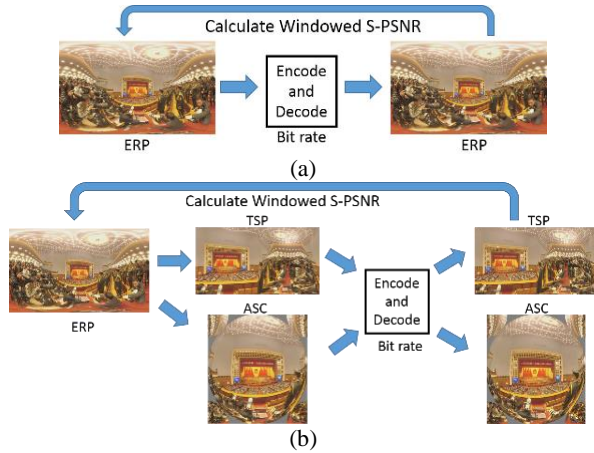 Calculate Windowed S-PSNR
Encode
and
Decode
Bit rate
ERP
ERP
(a)
Calculate Windowed S-PSNR
TSP
TSP
Encode
and
Decode
Bit rate
ERP
ASC
ASC
(b)